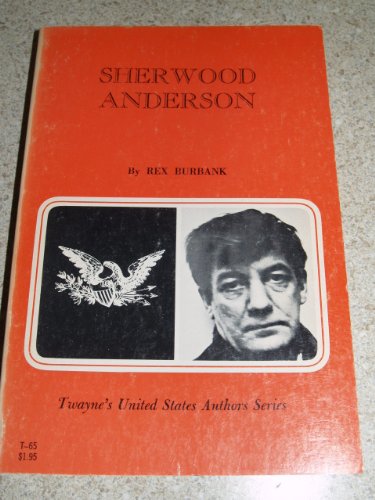 SHERWOOD
ANDERSON
By REX BURBANK
Twayne's United States Authors Series
T-65
$1.95